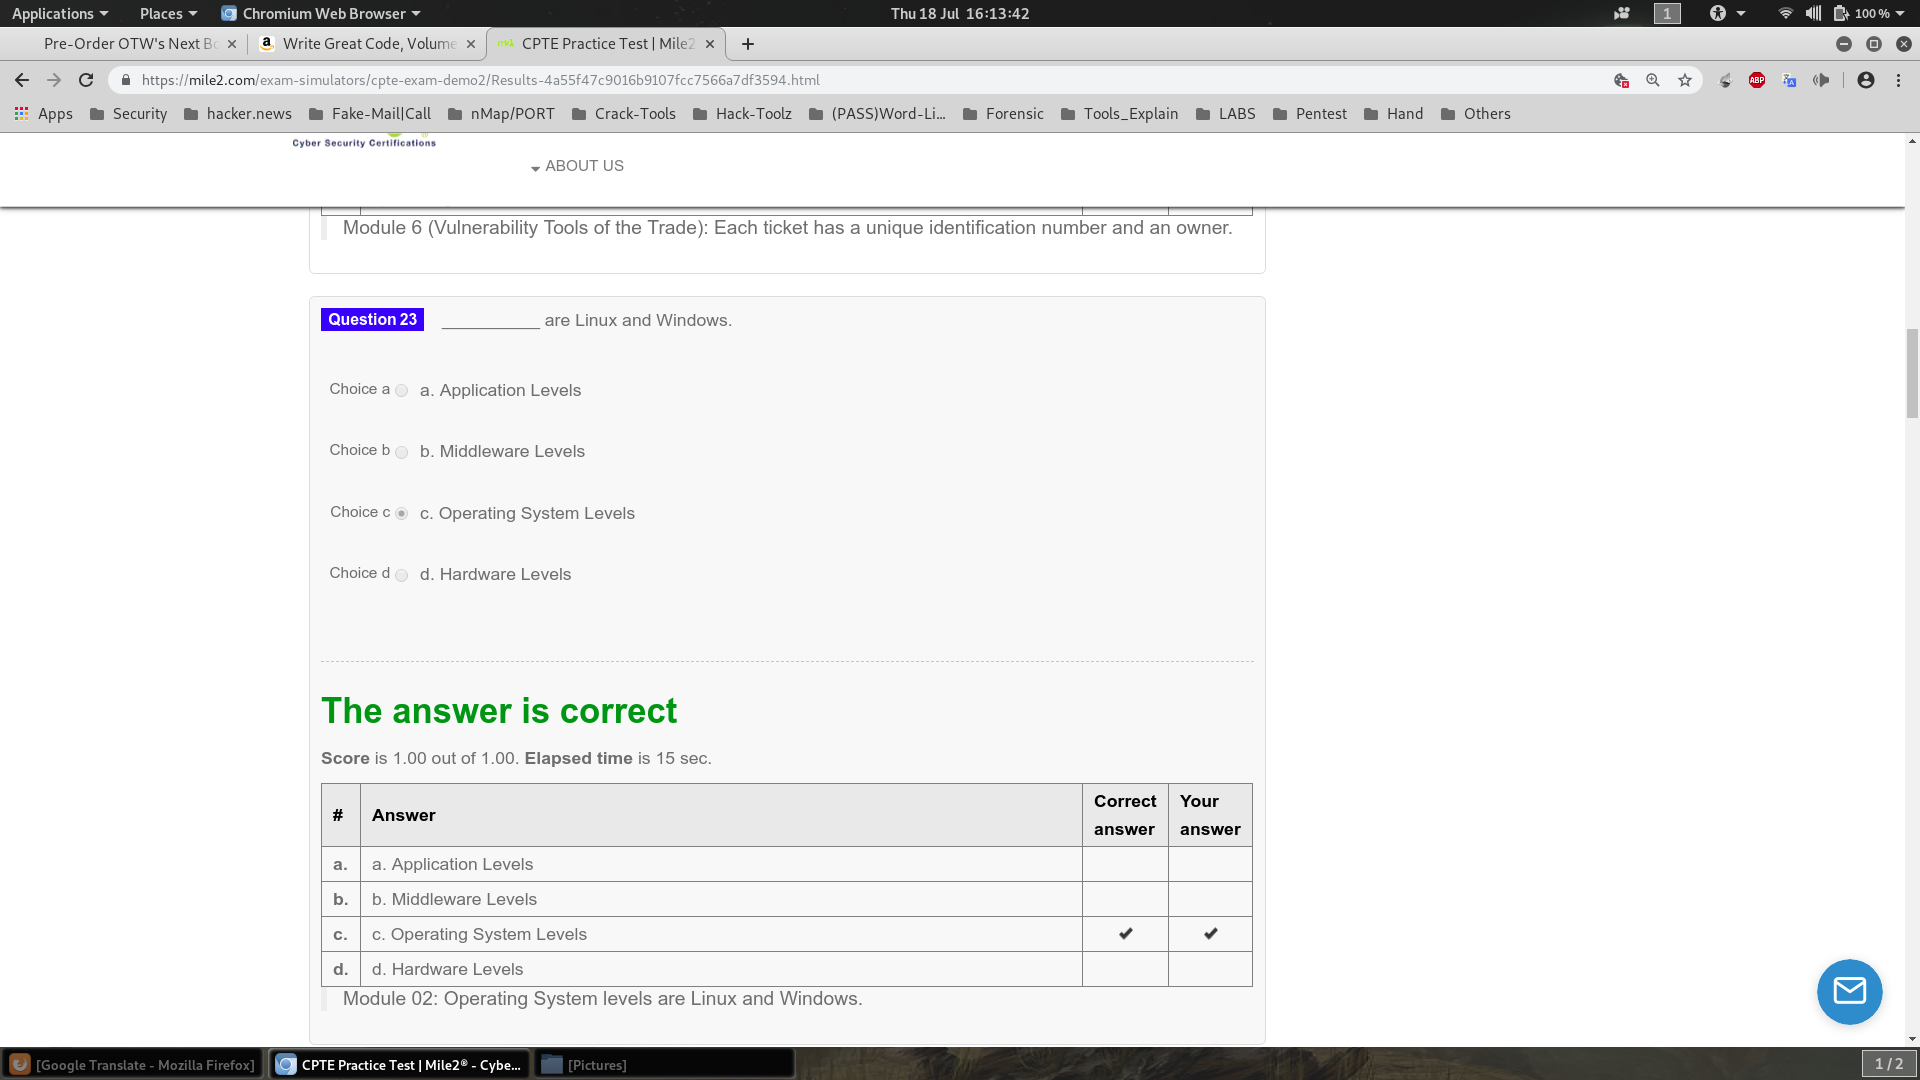 Applications Places Chromium Web Browser Thu 18 Jul 16:13:42 1 100 %
Pre-Order OTW's Next Bo Write Great Code, Volume CPTE Practice Test | Mile2
https://mile2.com/exam-simulators/cpte-exam-demo2/Results-4a55f47c9016b9107fcc7566a7df3594.html ABP
Apps Security hacker.news Fake-Mail|Call nMap/PORT Crack-Tools Hack-Toolz (PASS)Word-Li... Forensic Tools_Explain LABS Pentest Hand Others
Cyber Security Certifications
ABOUT US
Module 6 (Vulnerability Tools of the Trade): Each ticket has a unique identification number and an owner.
Question 23 __________ are Linux and Windows.
Choice a a. Application Levels
Choice b b. Middleware Levels
Choice c c. Operating System Levels
Choice d d. Hardware Levels
The answer is correct
Score is 1.00 out of 1.00. Elapsed time is 15 sec.
# Answer Correct answer Your answer
a. a. Application Levels
b. b. Middleware Levels
c. c. Operating System Levels ✔ ✔
d. d. Hardware Levels
Module 02: Operating System levels are Linux and Windows.
[Google Translate - Mozilla Firefox] CPTE Practice Test | Mile2® - Cybe... [Pictures] 1 / 2